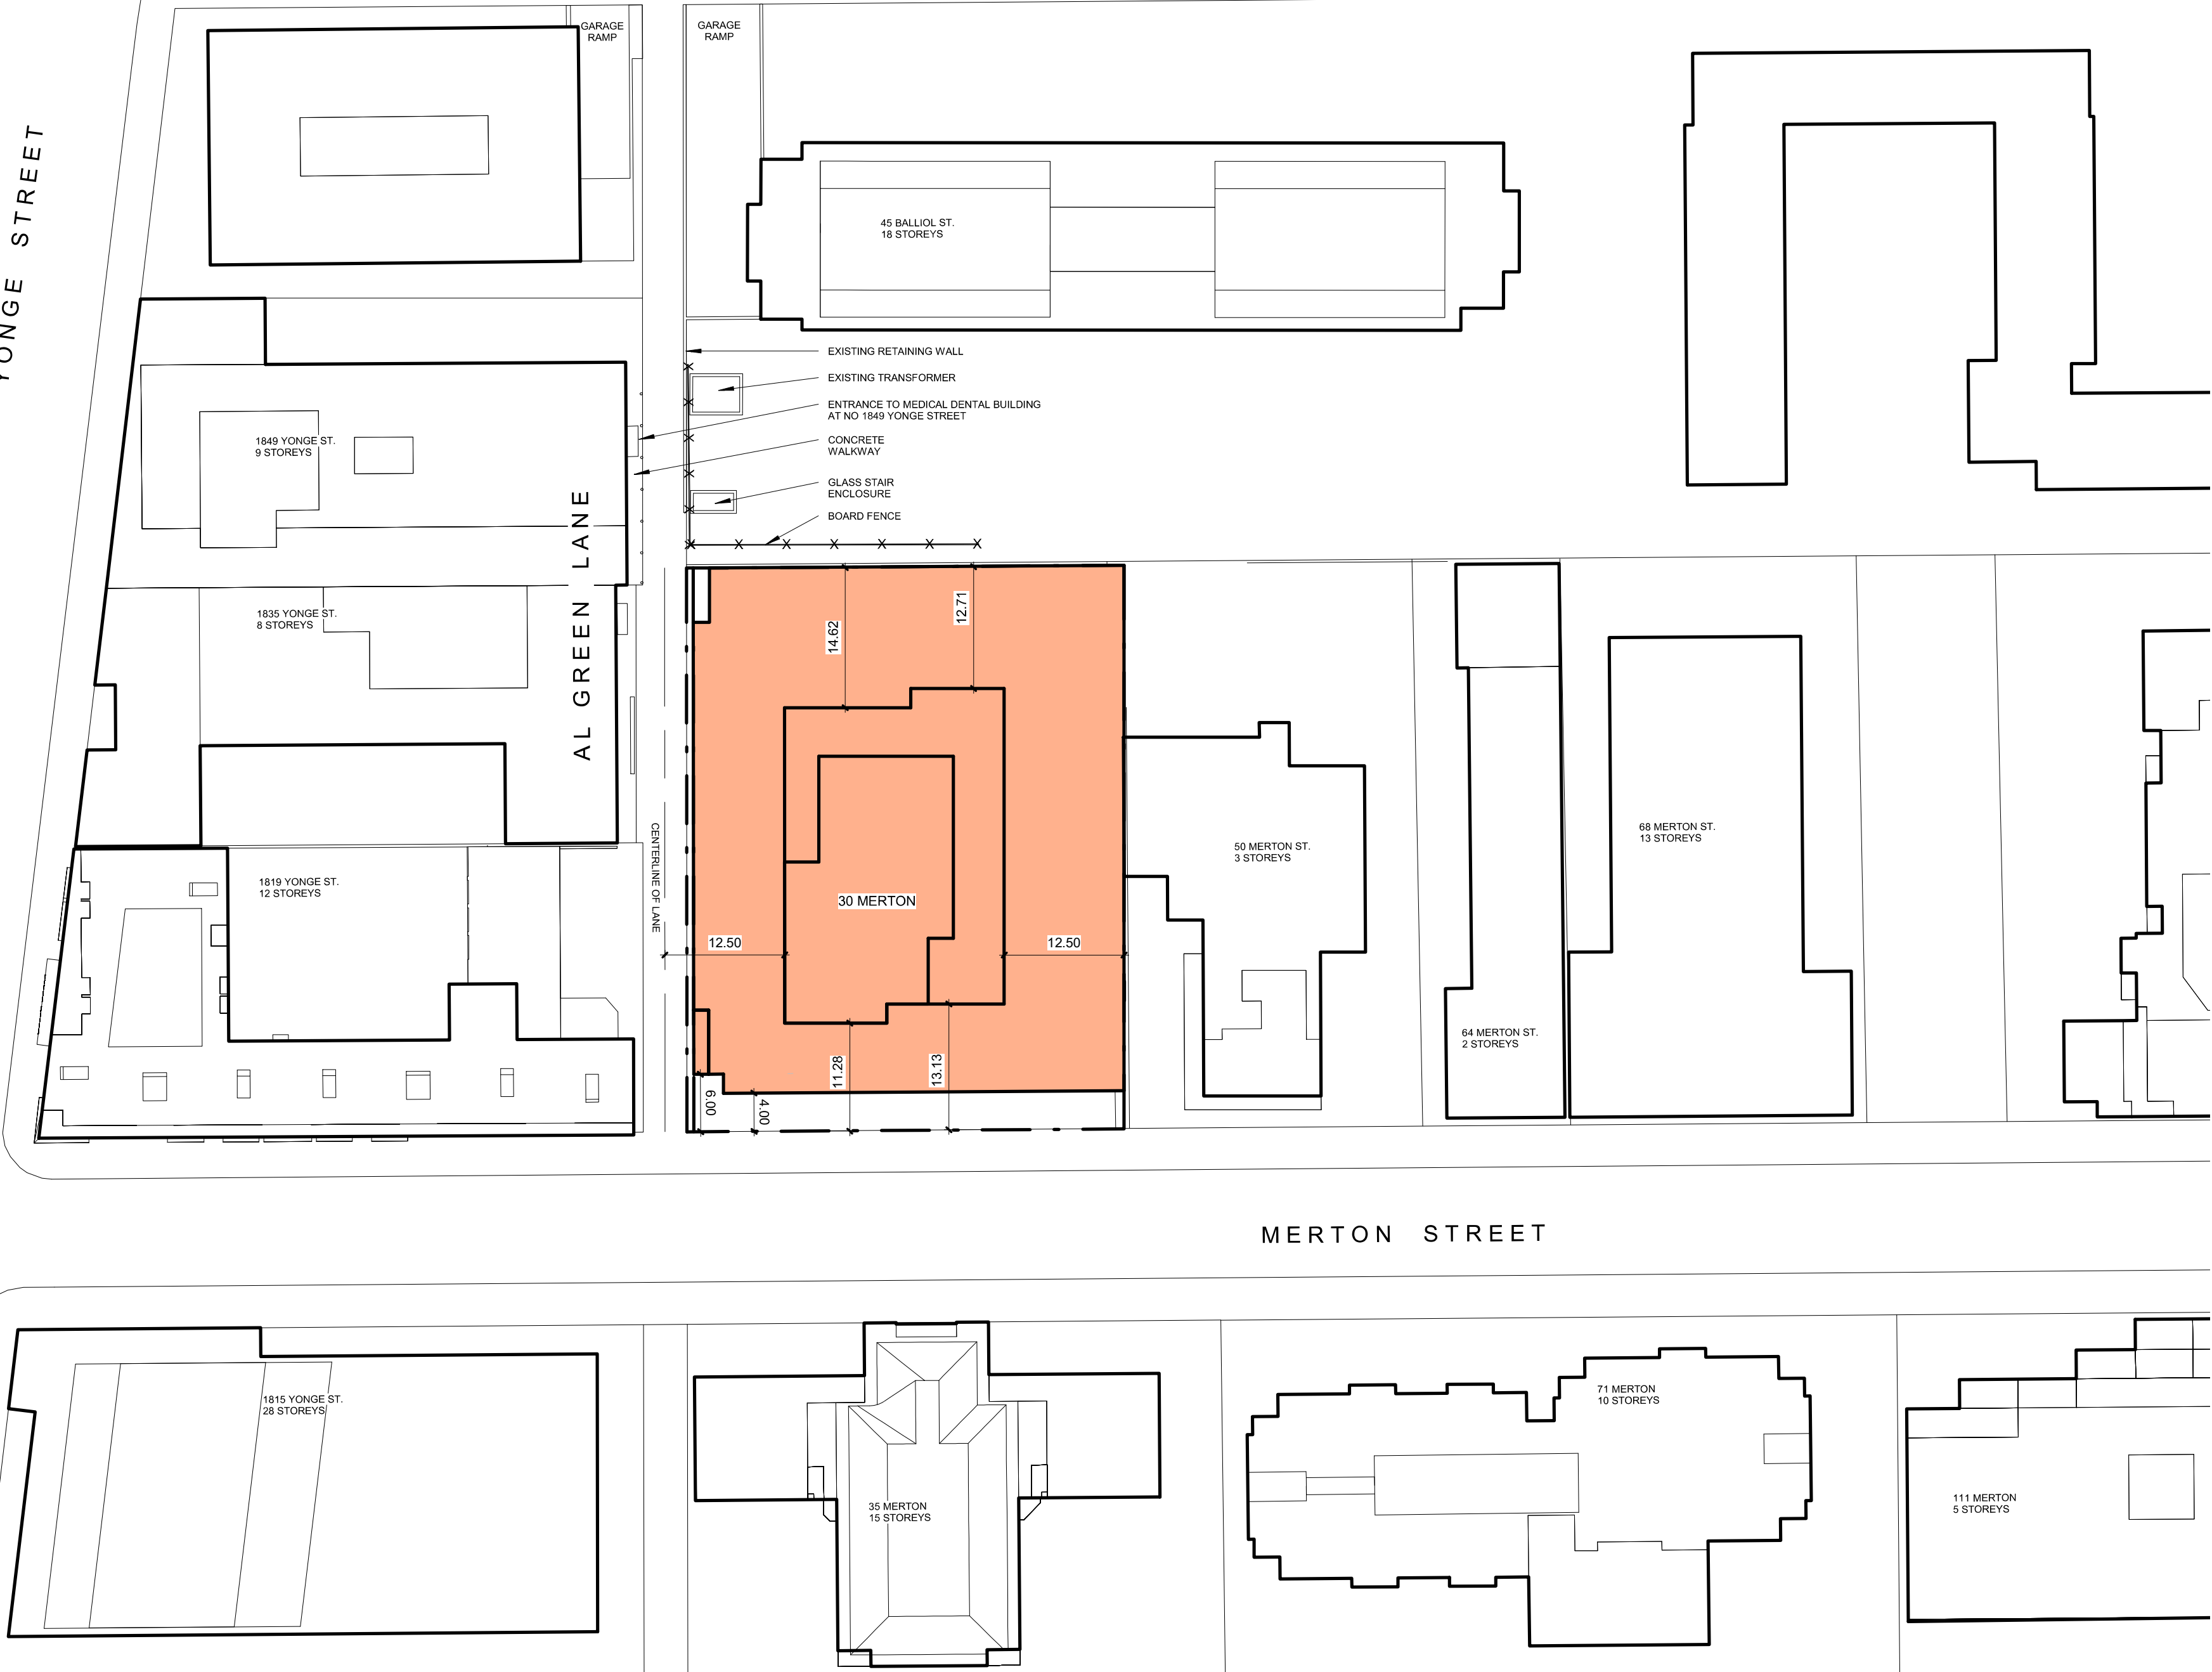 GARAGE
RAMP
GARAGE
RAMP
YONGE STREET
45 BALLIOL ST.
18 STOREYS
EXISTING RETAINING WALL
EXISTING TRANSFORMER
ENTRANCE TO MEDICAL DENTAL BUILDING
AT NO 1849 YONGE STREET
CONCRETE
WALKWAY
GLASS STAIR
ENCLOSURE
BOARD FENCE
1849 YONGE ST.
9 STOREYS
AL GREEN LANE
1835 YONGE ST.
8 STOREYS
14.62
12.71
CENTERLINE OF LANE
1819 YONGE ST.
12 STOREYS
30 MERTON
12.50
12.50
50 MERTON ST.
3 STOREYS
68 MERTON ST.
13 STOREYS
64 MERTON ST.
2 STOREYS
11.28
13.13
6.00
4.00
MERTON STREET
1815 YONGE ST.
28 STOREYS
35 MERTON
15 STOREYS
71 MERTON
10 STOREYS
111 MERTON
5 STOREYS